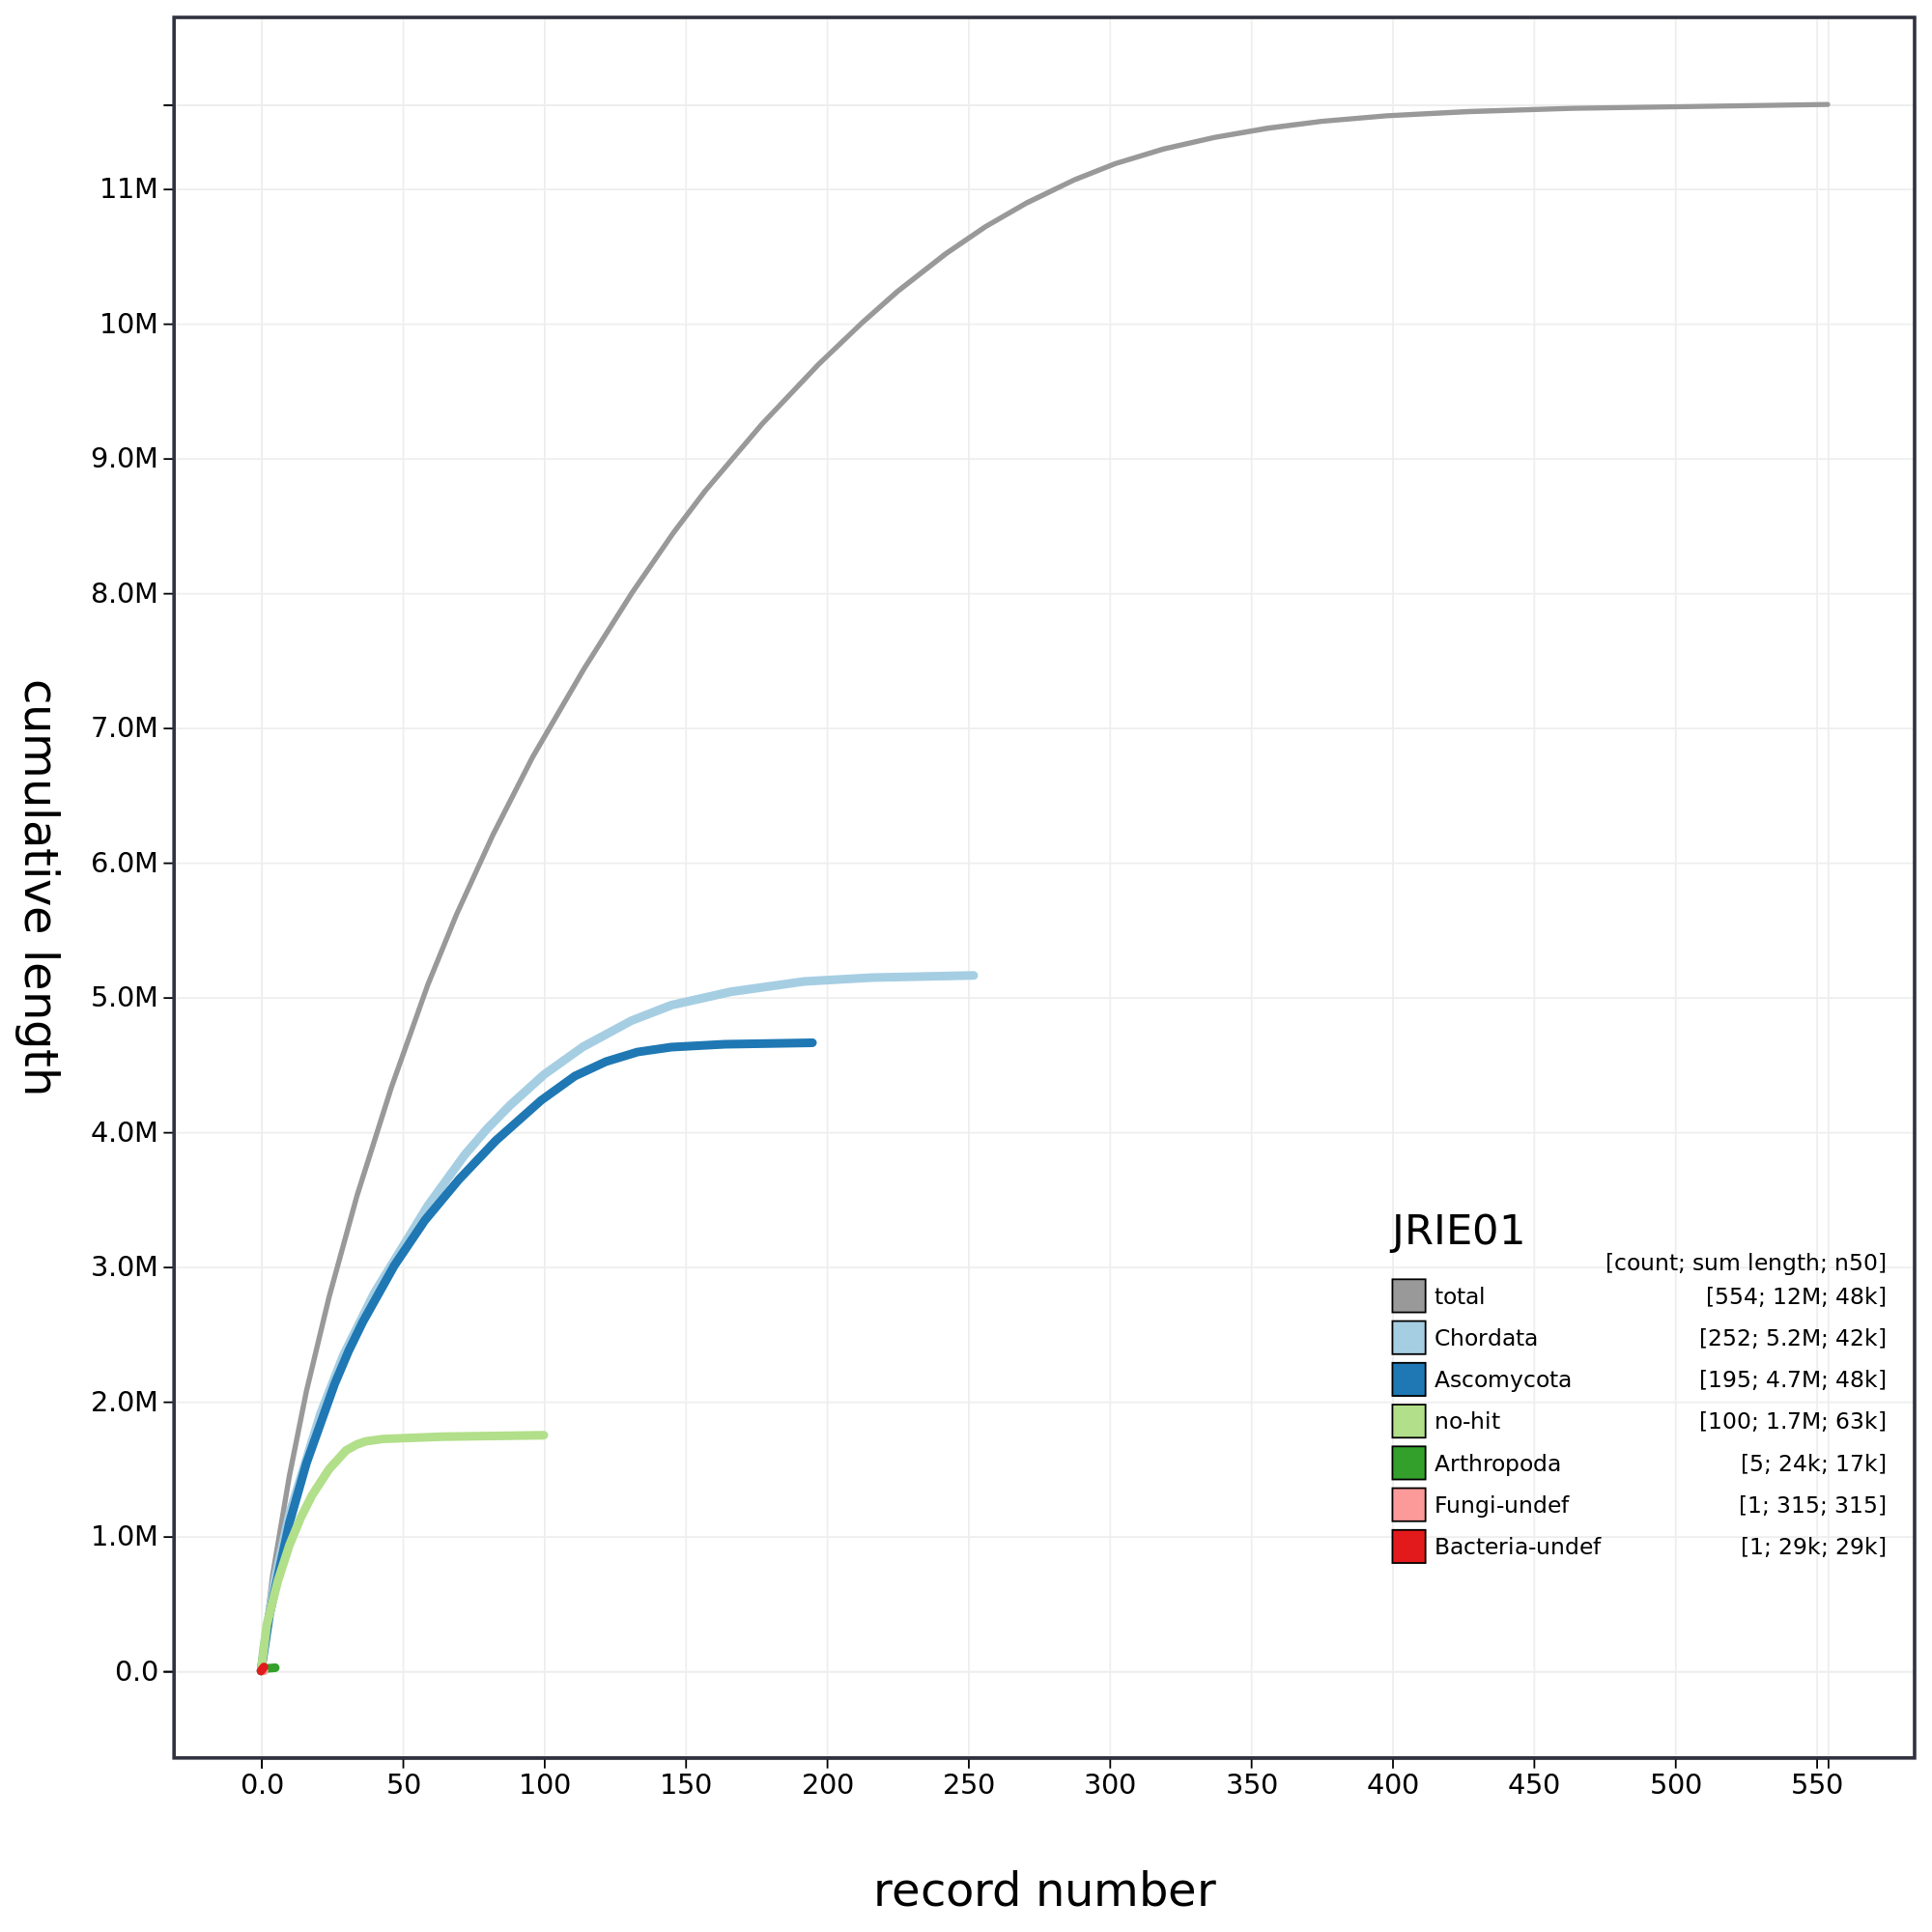 11M
10M
9.0M
8.0M
7.0M
6.0M
5.0M
4.0M
3.0M
2.0M
1.0M
0.0
cumulative length
JRIE01
[count; sum length; n50]
total [554; 12M; 48k]
Chordata [252; 5.2M; 42k]
Ascomycota [195; 4.7M; 48k]
no-hit [100; 1.7M; 63k]
Arthropoda [5; 24k; 17k]
Fungi-undef [1; 315; 315]
Bacteria-undef [1; 29k; 29k]
0.0 50 100 150 200 250 300 350 400 450 500 550
record number